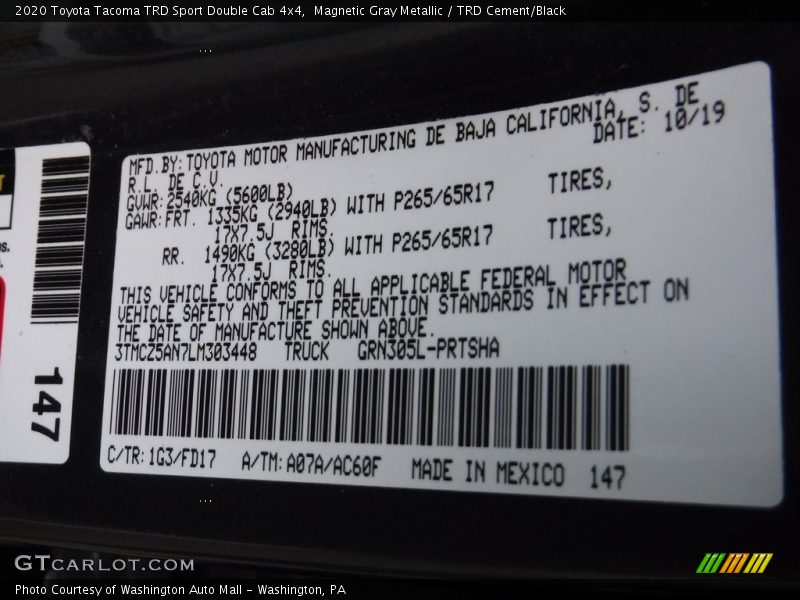 2020 Toyota Tacoma TRD Sport Double Cab 4x4,  Magnetic Gray Metallic / TRD Cement/Black
MFD.BY:TOYOTA MOTOR MANUFACTURING DE BAJA CALIFORNIA, S. DE
R.L. DE C.V. DATE: 10/19
GVWR:2540KG (5600LB)
GAWR:FRT. 1335KG (2940LB) WITH P265/65R17 TIRES,
17X7.5J RIMS.
RR. 1490KG (3280LB) WITH P265/65R17 TIRES,
17X7.5J RIMS.
THIS VEHICLE CONFORMS TO ALL APPLICABLE FEDERAL MOTOR
VEHICLE SAFETY AND THEFT PREVENTION STANDARDS IN EFFECT ON
THE DATE OF MANUFACTURE SHOWN ABOVE.
3TMCZ5AN7LM303448 TRUCK GRN305L-PRTSHA
C/TR:1G3/FD17 A/TM:A07A/AC60F MADE IN MEXICO 147
147
GTCARLOT.COM
Photo Courtesy of Washington Auto Mall - Washington, PA